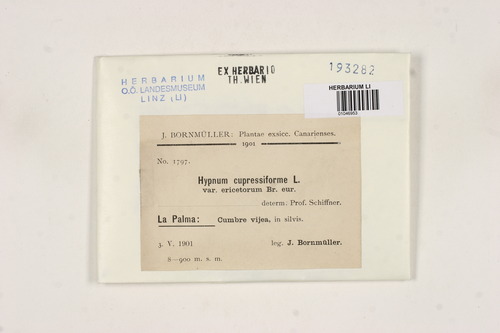 HERBARIUM
O.Ö. LANDESMUSEUM
LINZ (LI)
EX HERBARIO
TH. WIEN
193282
HERBARIUM LI
01045953
J. BORNMÜLLER: Plantae exsicc. Canarienses.
1901
No. 1797.
Hypnum cupressiforme L.
var. ericetorum Br. eur.
determ. Prof. Schiffner.
La Palma: Cumbre vijea, in silvis.
3. V. 1901 leg. J. Bornmüller.
8—900 m. s. m.